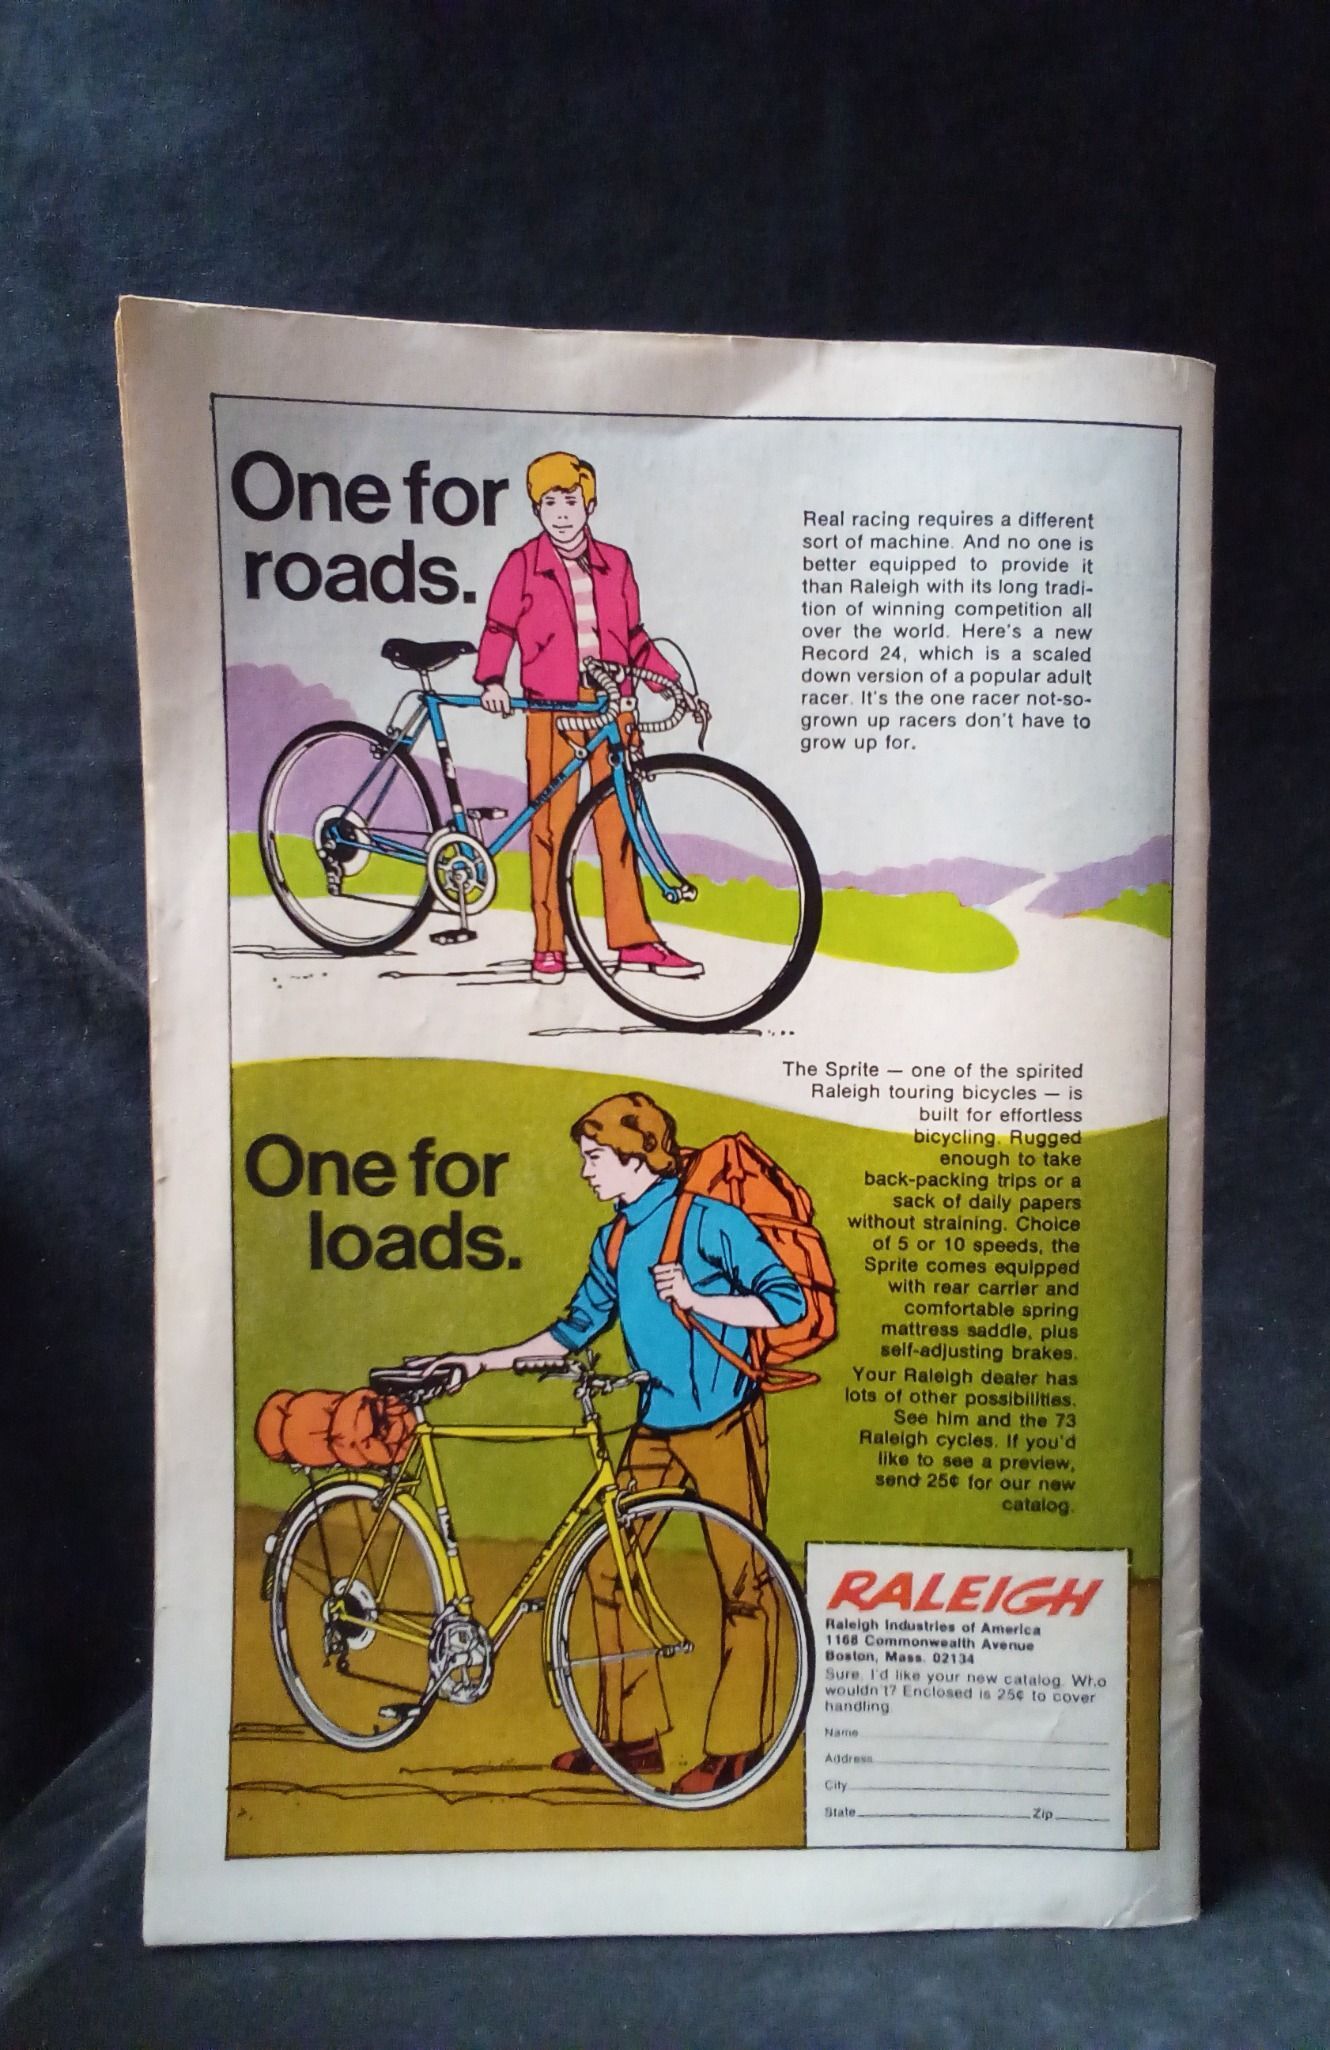 One for
roads.
Real racing requires a different
sort of machine. And no one is
better equipped to provide it
than Raleigh with its long tradi-
tion of winning competition all
over the world. Here's a new
Record 24, which is a scaled
down version of a popular adult
racer. It's the one racer not-so-
grown up racers don't have to
grow up for.
RALEIGH
One for
loads.
The Sprite — one of the spirited
Raleigh touring bicycles — is
built for effortless
bicycling. Rugged
enough to take
back-packing trips or a
sack of daily papers
without straining. Choice
of 5 or 10 speeds, the
Sprite comes equipped
with rear carrier and
comfortable spring
mattress saddle, plus
self-adjusting brakes.
Your Raleigh dealer has
lots of other possibilities.
See him and the 73
Raleigh cycles. If you'd
like to see a preview,
send 25¢ for our new
catalog.
RALEIGH
Raleigh Industries of America
1168 Commonwealth Avenue
Boston, Mass. 02134
Sure, I'd like your new catalog. Who
wouldn't? Enclosed is 25¢ to cover
handling.
Name
Address
City
State Zip